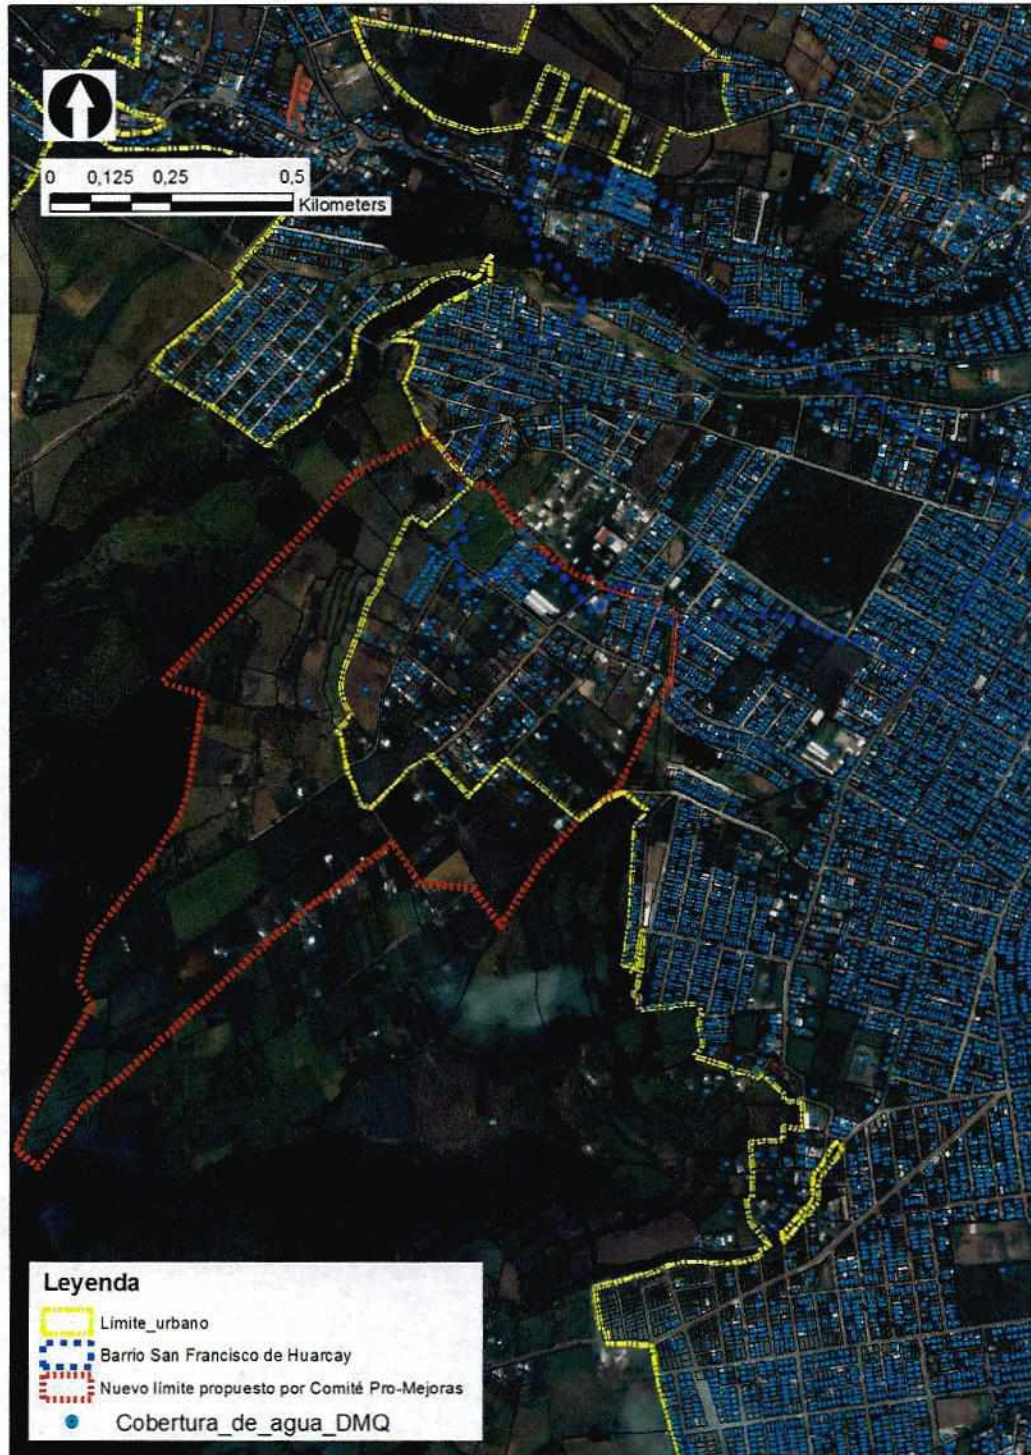 0 0,125 0,25 0,5
Kilometers
Leyenda
Límite_urbano
Barrio San Francisco de Huarcay
Nuevo límite propuesto por Comité Pro-Mejoras
Cobertura_de_agua_DMQ